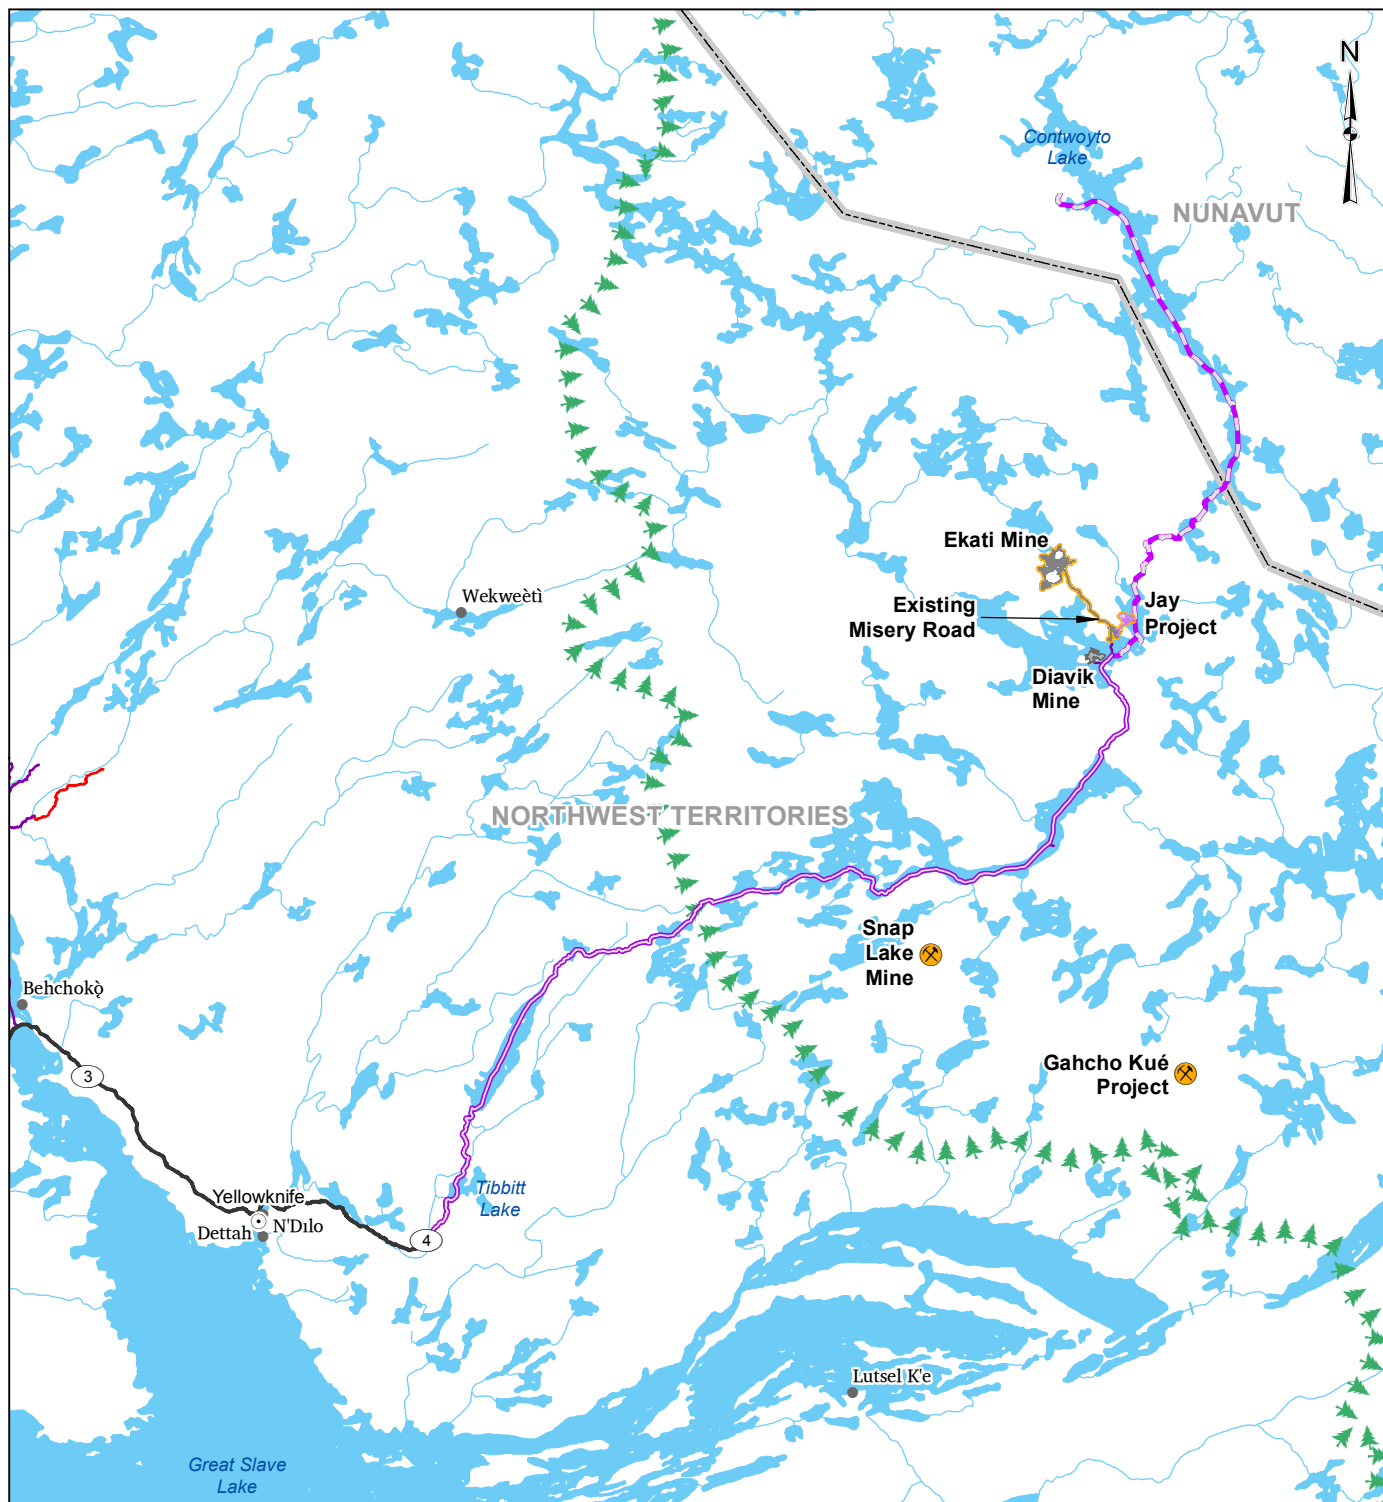 N
Contwoyto
Lake
NUNAVUT
Ekati Mine
Wekweètì
Existing
Misery Road
Jay
Project
Diavik
Mine
NORTHWEST TERRITORIES
Snap
Lake
Mine
Behchokǫ̀
Gahcho Kué
Project
3
Yellowknife
Tibbitt
Lake
Dettah
N'Dılo
4
Lutsel K'e
Great Slave
Lake